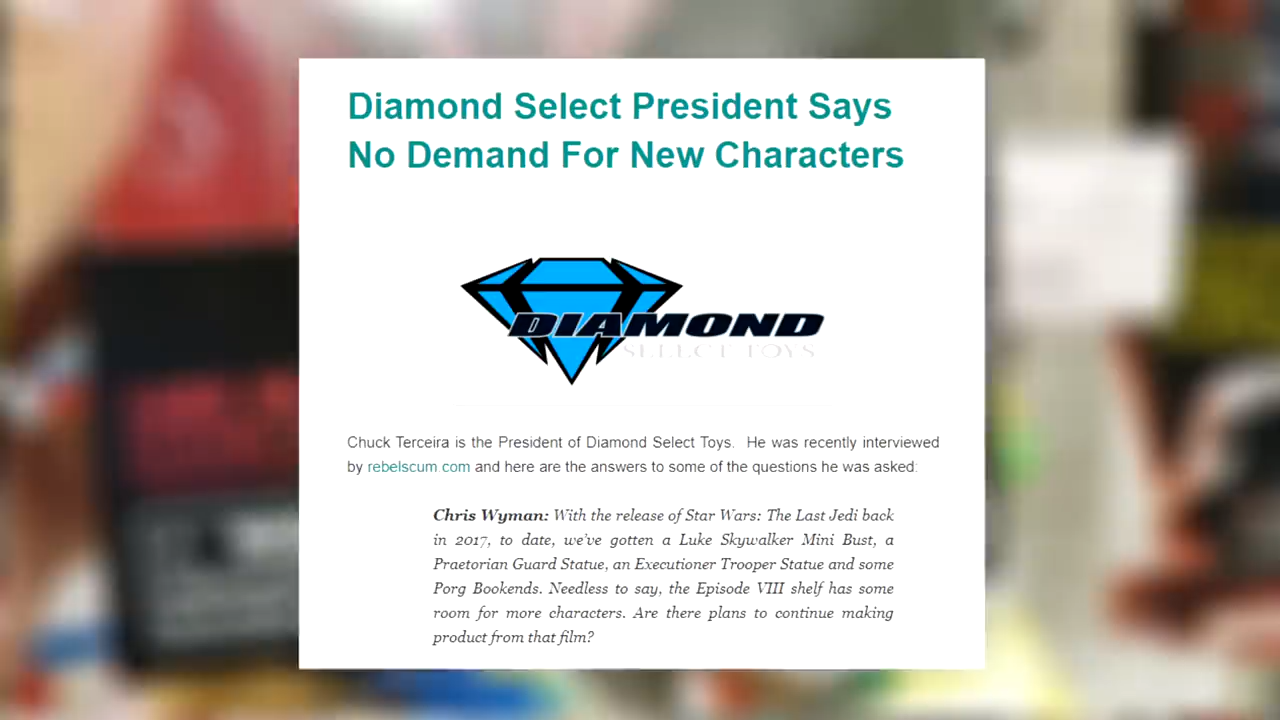 Diamond Select President Says
No Demand For New Characters
DIAMOND
SELECT TOYS
Chuck Terceira is the President of Diamond Select Toys. He was recently interviewed
by rebelscum com and here are the answers to some of the questions he was asked:
Chris Wyman: With the release of Star Wars: The Last Jedi back
in 2017, to date, we've gotten a Luke Skywalker Mini Bust, a
Praetorian Guard Statue, an Executioner Trooper Statue and some
Porg Bookends. Needless to say, the Episode VIII shelf has some
room for more characters. Are there plans to continue making
product from that film?